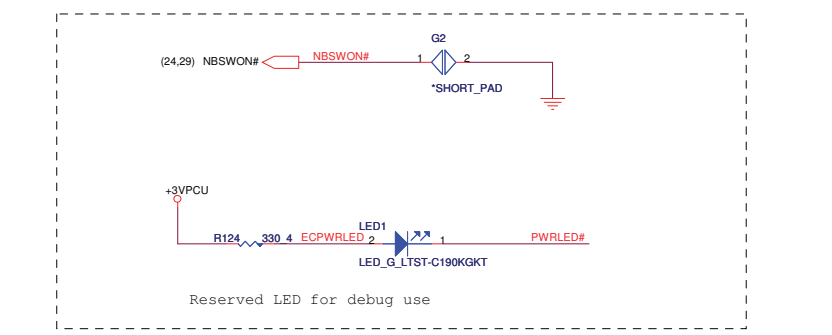 G2
(24,29) NBSWON# NBSWON# 1 2
*SHORT_PAD
+3VPCU
LED1
R124 330_4 ECPWRLED 2 1 PWRLED#
LED_G_LTST-C190KGKT
Reserved LED for debug use